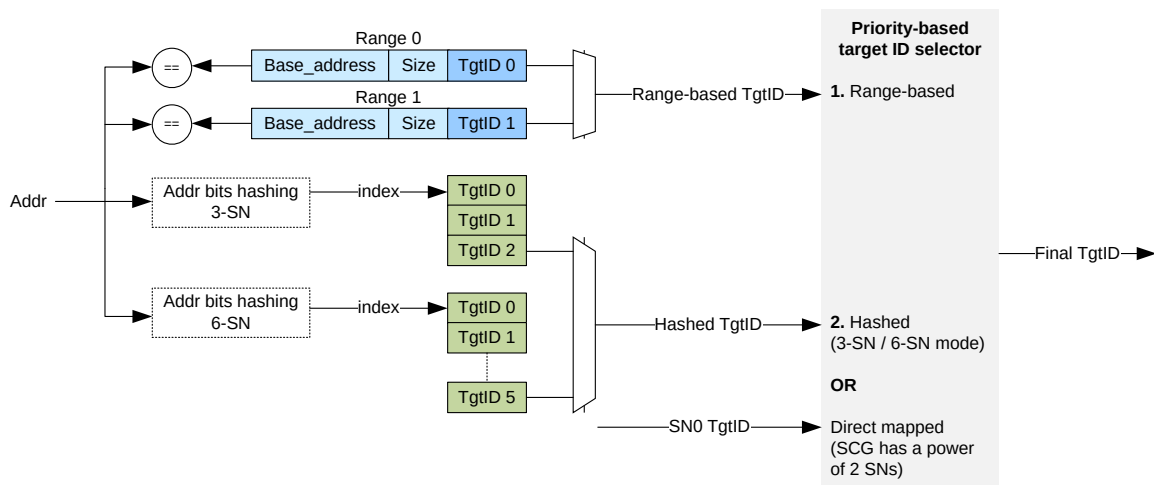 Range 0
Base_address Size TgtID 0
Range 1
Base_address Size TgtID 1
==
==
Range-based TgtID
Addr
Addr bits hashing
3-SN
index
TgtID 0
TgtID 1
TgtID 2
Addr bits hashing
6-SN
index
TgtID 0
TgtID 1
TgtID 5
Hashed TgtID
SN0 TgtID
Priority-based
target ID selector
1. Range-based
2. Hashed
(3-SN / 6-SN mode)
OR
Direct mapped
(SCG has a power
of 2 SNs)
Final TgtID